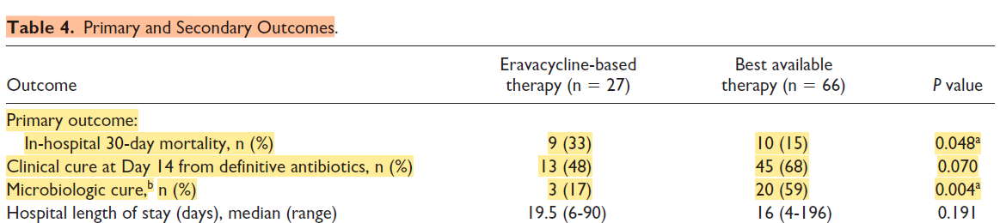 Table 4. Primary and Secondary Outcomes.
Outcome Eravacycline-based therapy (n = 27) Best available therapy (n = 66) P value
Primary outcome:
In-hospital 30-day mortality, n (%) 9 (33) 10 (15) 0.048ᵃ
Clinical cure at Day 14 from definitive antibiotics, n (%) 13 (48) 45 (68) 0.070
Microbiologic cure,ᵇ n (%) 3 (17) 20 (59) 0.004ᵃ
Hospital length of stay (days), median (range) 19.5 (6-90) 16 (4-196) 0.191